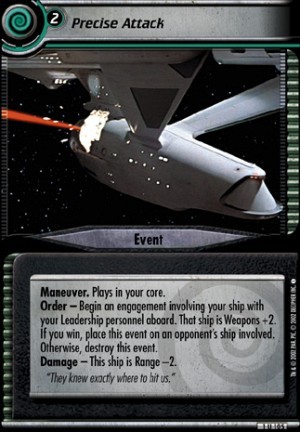 2 Precise Attack
Event
Maneuver. Plays in your core.
Order – Begin an engagement involving your ship with
your Leadership personnel aboard. That ship is Weapons +2.
If you win, place this event on an opponent's ship involved.
Otherwise, destroy this event.
Damage – This ship is Range -2.
"They knew exactly where to hit us."
1 U 165